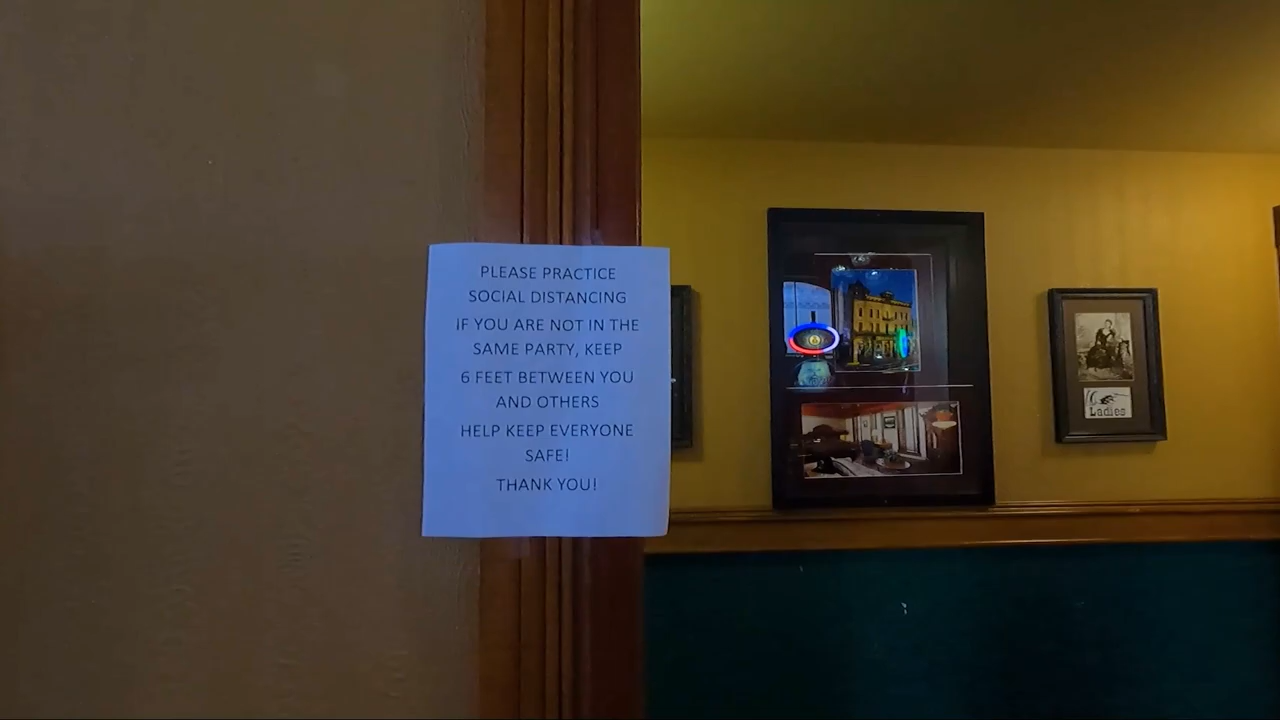 PLEASE PRACTICE
SOCIAL DISTANCING
IF YOU ARE NOT IN THE
SAME PARTY, KEEP
6 FEET BETWEEN YOU
AND OTHERS
HELP KEEP EVERYONE
SAFE!
THANK YOU!
Ladies